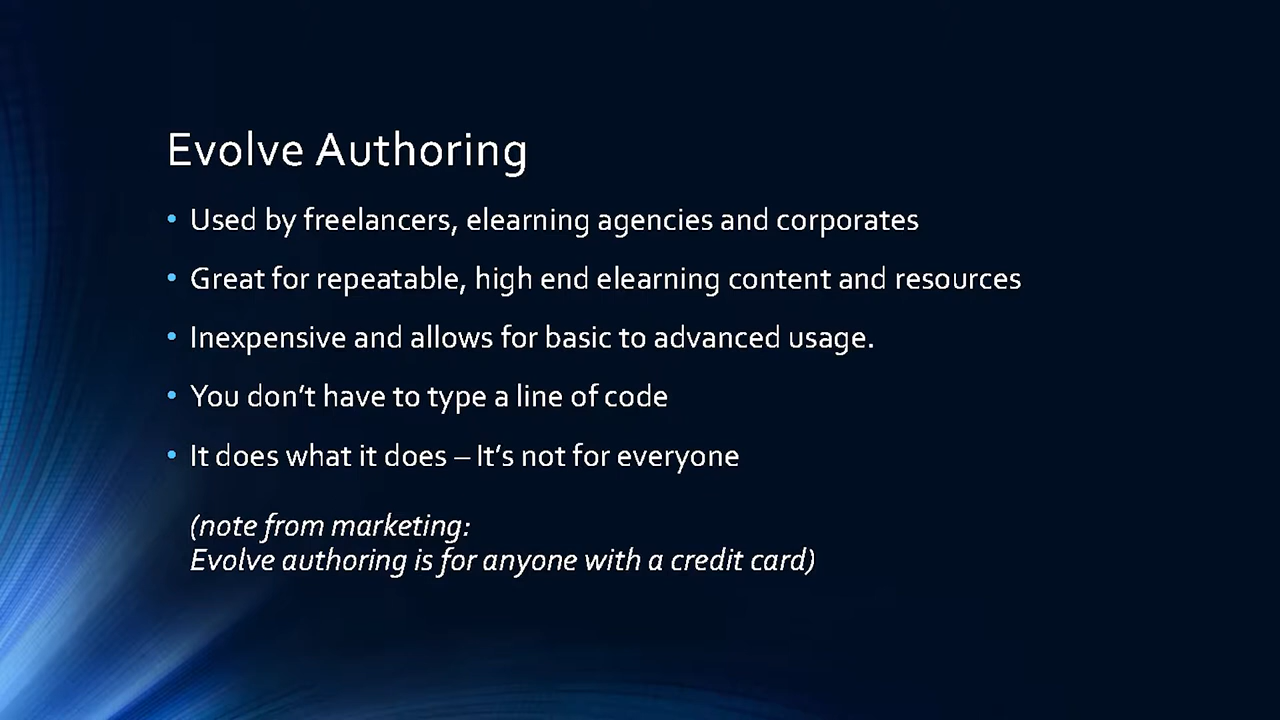 Evolve Authoring
• Used by freelancers, elearning agencies and corporates
• Great for repeatable, high end elearning content and resources
• Inexpensive and allows for basic to advanced usage.
• You don’t have to type a line of code
• It does what it does – It’s not for everyone
(note from marketing:
Evolve authoring is for anyone with a credit card)